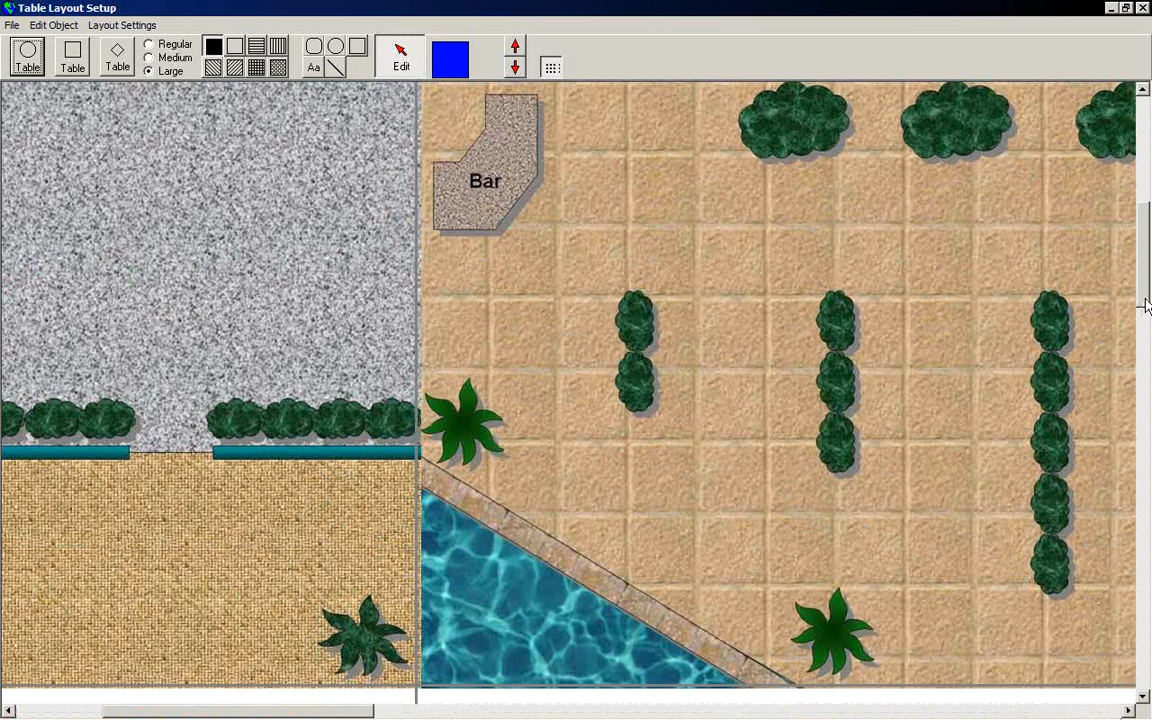 Table Layout Setup
File Edit Object Layout Settings
Table
Table
Table
Regular
Medium
Large
Aa
Edit
Bar